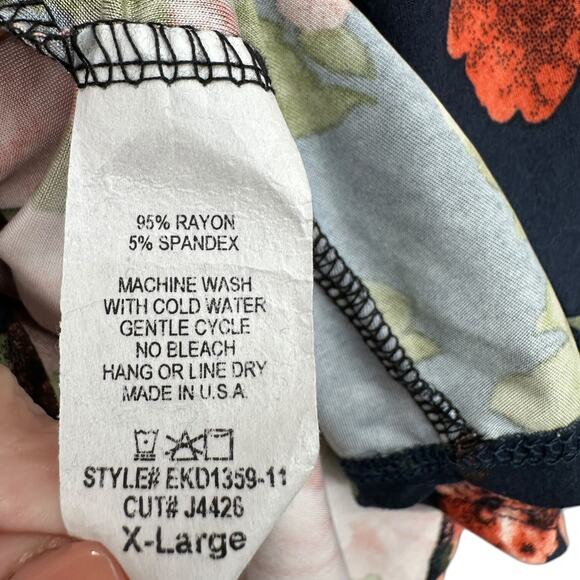 95% RAYON
5% SPANDEX
MACHINE WASH
WITH COLD WATER
GENTLE CYCLE
NO BLEACH
HANG OR LINE DRY
MADE IN U.S.A.
STYLE# EKD1359-11
CUT# J4426
X-Large